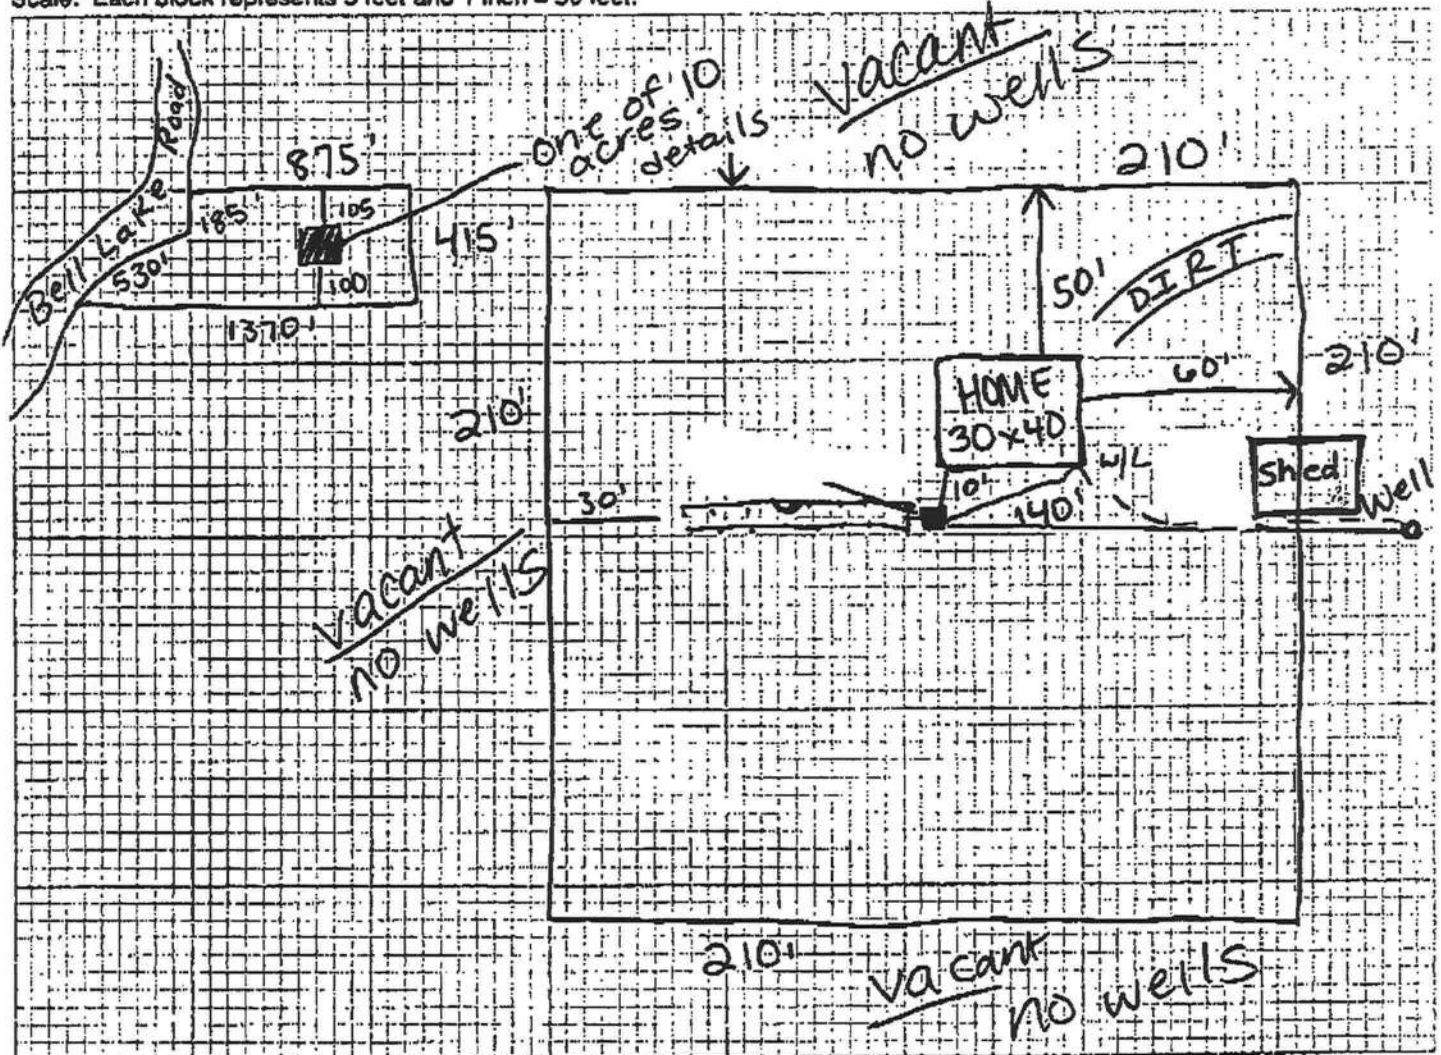 Scale: Each block represents 5 feet and 1 inch = 50 feet.
vacant
no wells
one of 10
acres.
details
Bell Lake Road
875'
185'
105
415'
530'
100
1370'
210'
50'
DIRT
HOME
30x40
60'
210'
210'
Shed
Well
W/L
10'
140'
30'
vacant
no wells
210'
vacant
no wells